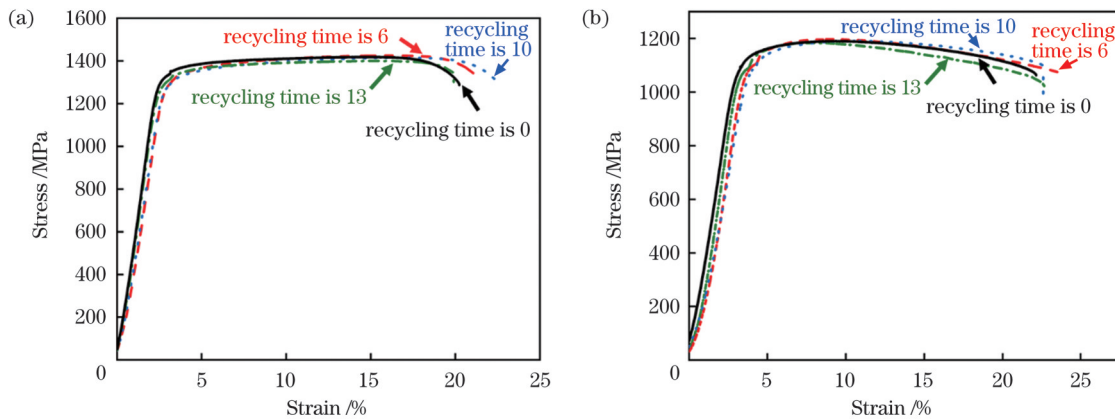 (a)
1600
1400
1200
1000
800
600
400
200
0
5
10
15
20
25
Stress /MPa
Strain /%
recycling time is 6
recycling
time is 10
recycling time is 13
recycling time is 0
(b)
1200
1000
800
600
400
200
0
5
10
15
20
25
Stress /MPa
Strain /%
recycling time is 10
recycling
time is 6
recycling time is 13
recycling time is 0